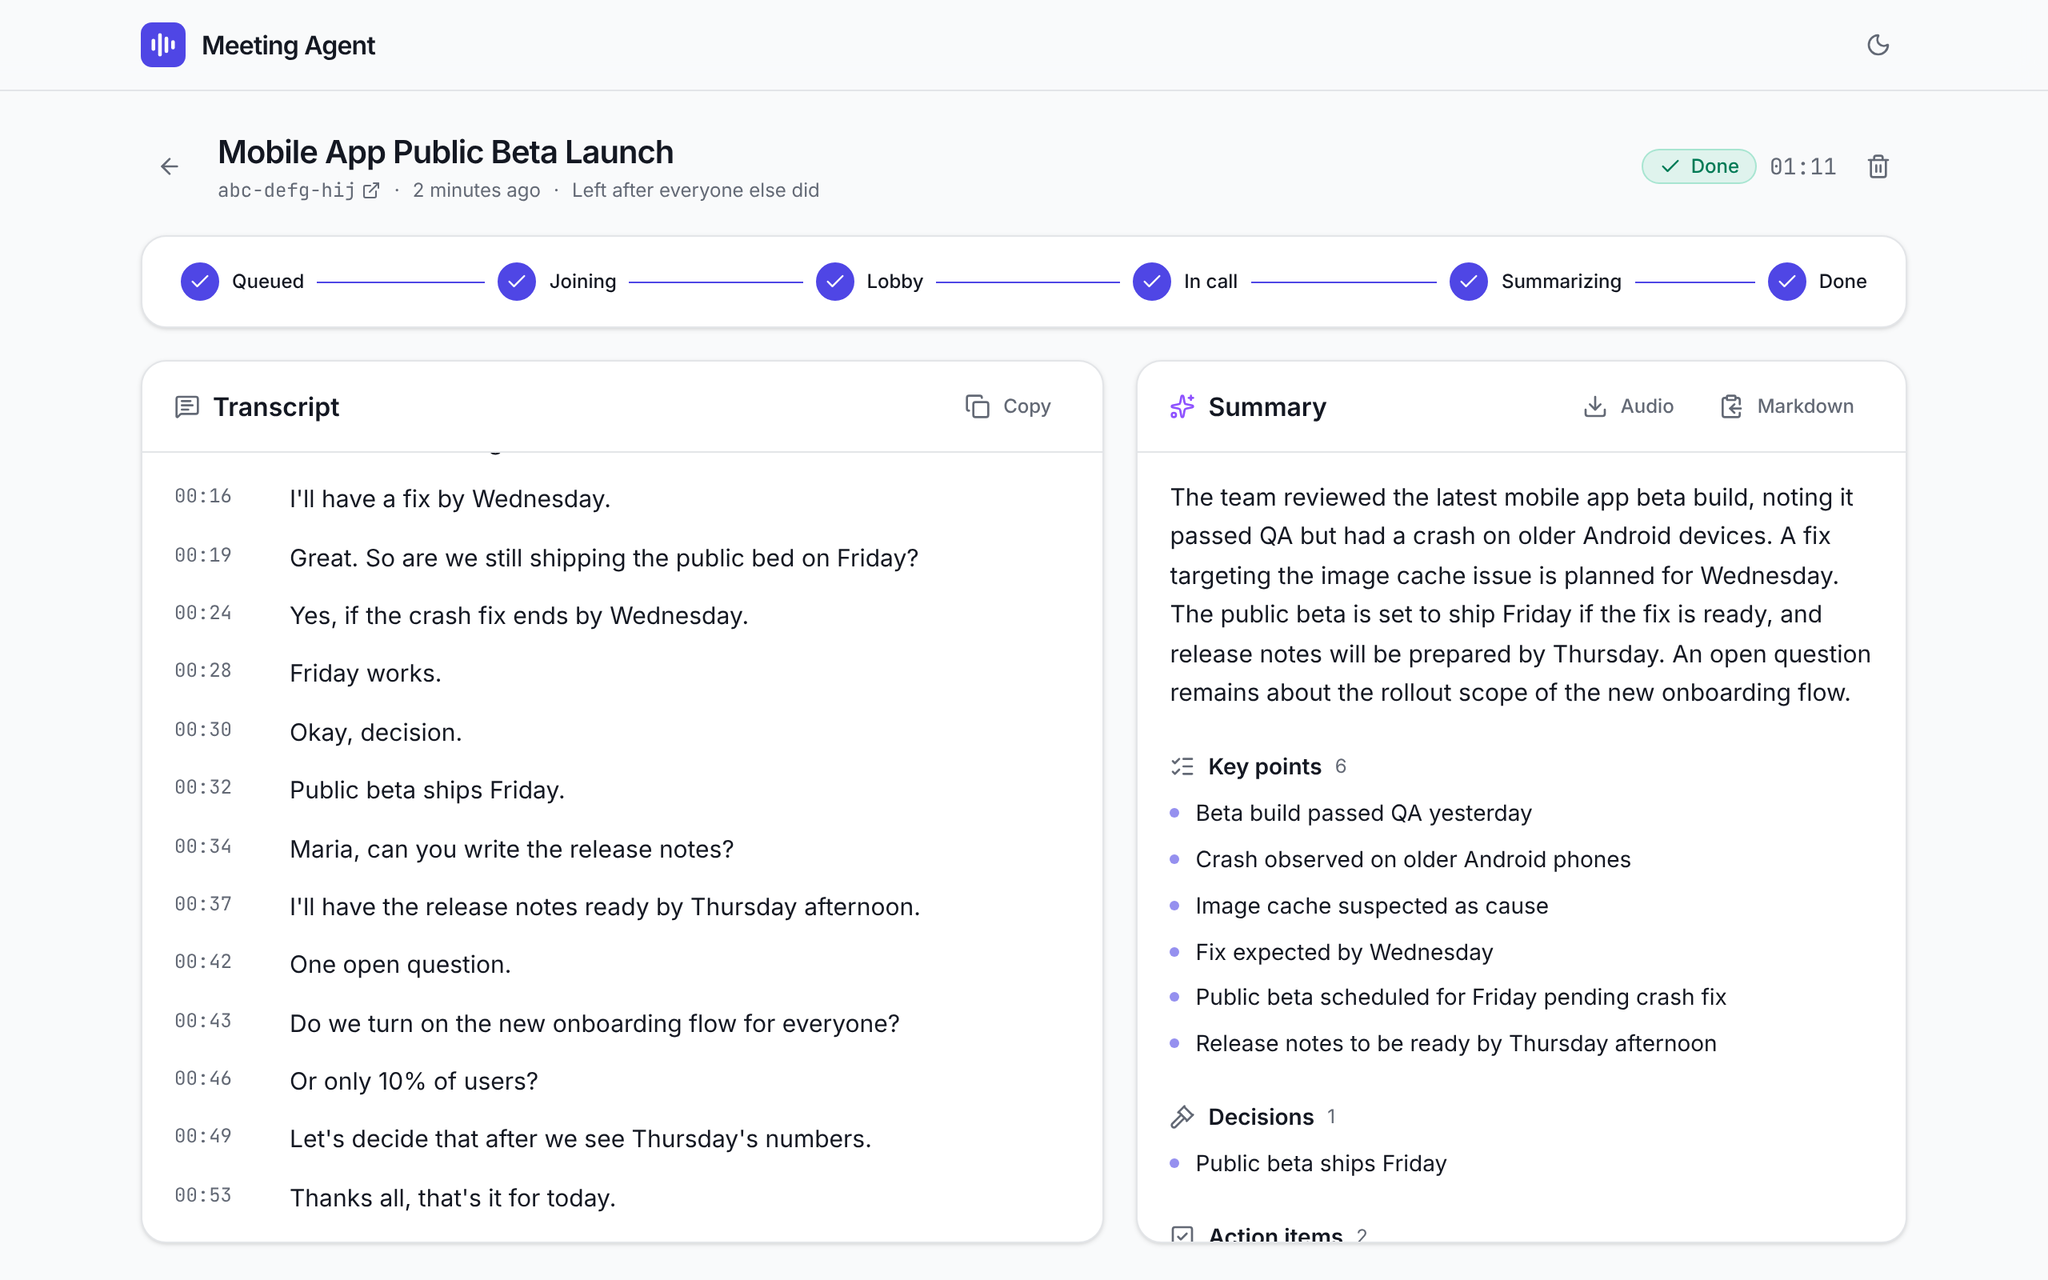 Meeting Agent
Mobile App Public Beta Launch
abc-defg-hij · 2 minutes ago · Left after everyone else did
Done 01:11
Queued Joining Lobby In call Summarizing Done
Transcript Copy
00:16 I'll have a fix by Wednesday.
00:19 Great. So are we still shipping the public bed on Friday?
00:24 Yes, if the crash fix ends by Wednesday.
00:28 Friday works.
00:30 Okay, decision.
00:32 Public beta ships Friday.
00:34 Maria, can you write the release notes?
00:37 I'll have the release notes ready by Thursday afternoon.
00:42 One open question.
00:43 Do we turn on the new onboarding flow for everyone?
00:46 Or only 10% of users?
00:49 Let's decide that after we see Thursday's numbers.
00:53 Thanks all, that's it for today.
Summary Audio Markdown
The team reviewed the latest mobile app beta build, noting it
passed QA but had a crash on older Android devices. A fix
targeting the image cache issue is planned for Wednesday.
The public beta is set to ship Friday if the fix is ready, and
release notes will be prepared by Thursday. An open question
remains about the rollout scope of the new onboarding flow.
Key points 6
Beta build passed QA yesterday
Crash observed on older Android phones
Image cache suspected as cause
Fix expected by Wednesday
Public beta scheduled for Friday pending crash fix
Release notes to be ready by Thursday afternoon
Decisions 1
Public beta ships Friday
Action items 2